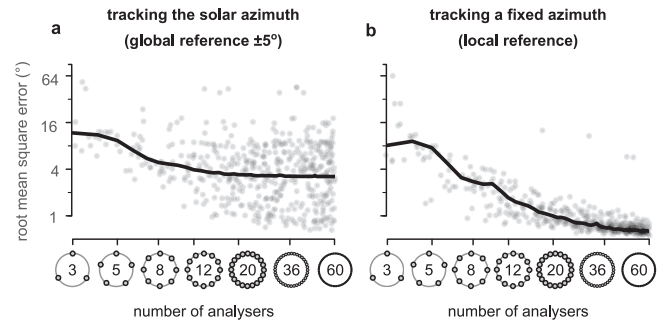 tracking the solar azimuth
(global reference ±5°)
tracking a fixed azimuth
(local reference)
a
b
root mean square error (°)
64
16
4
1
3 5 8 12 20 36 60
3 5 8 12 20 36 60
number of analysers
number of analysers